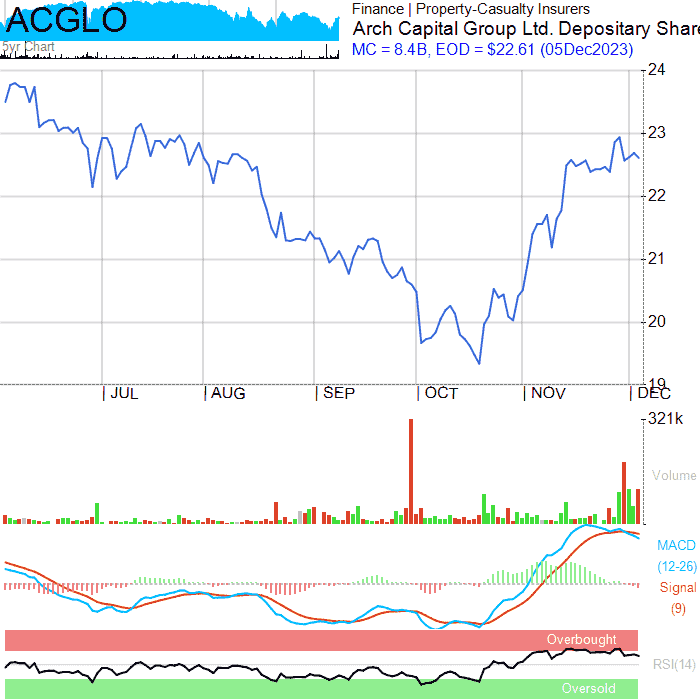 ACGLO
5yr Chart
Finance | Property-Casualty Insurers
Arch Capital Group Ltd. Depositary Share
MC = 8.4B, EOD = $22.61 (05Dec2023)
24
23
22
21
20
19
JUL
AUG
SEP
OCT
NOV
DEC
321k
Volume
MACD
(12-26)
Signal
(9)
Overbought
RSI(14)
Oversold